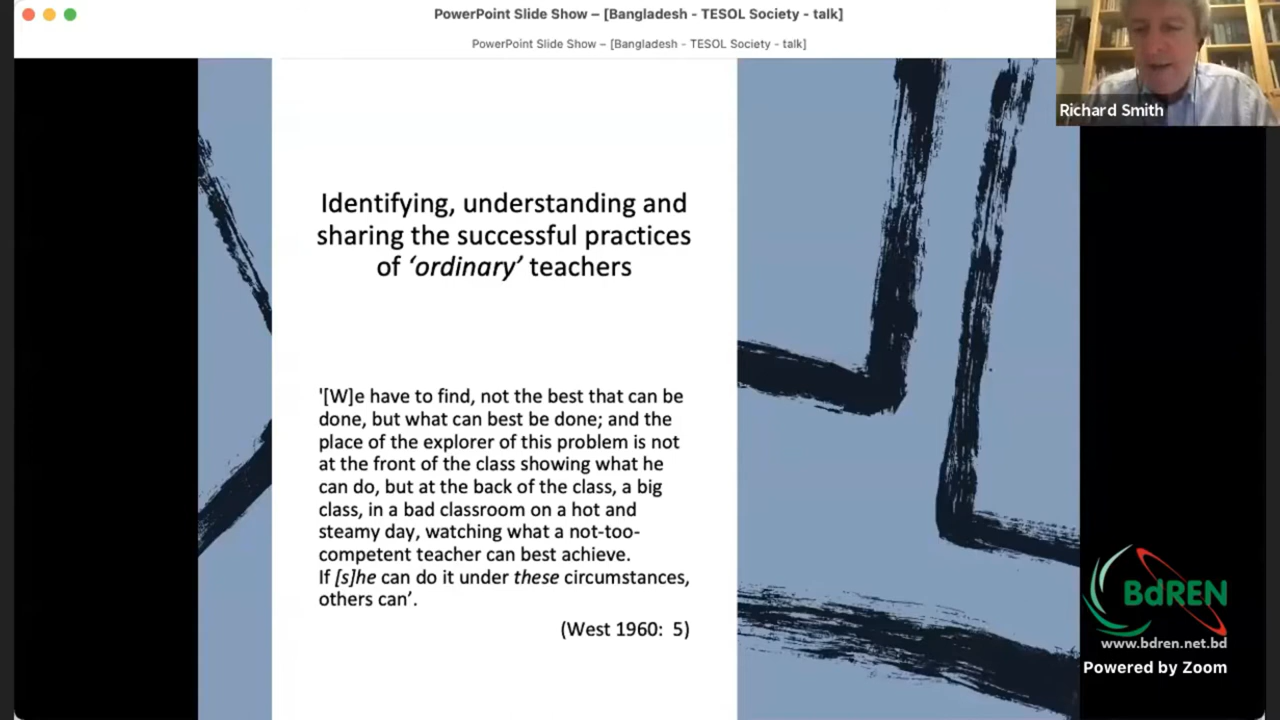 PowerPoint Slide Show – [Bangladesh - TESOL Society - talk]
PowerPoint Slide Show – [Bangladesh - TESOL Society - talk]
Richard Smith
Identifying, understanding and
sharing the successful practices
of ‘ordinary’ teachers
'[W]e have to find, not the best that can be
done, but what can best be done; and the
place of the explorer of this problem is not
at the front of the class showing what he
can do, but at the back of the class, a big
class, in a bad classroom on a hot and
steamy day, watching what a not-too-
competent teacher can best achieve.
If [s]he can do it under these circumstances,
others can’.
(West 1960: 5)
BdREN
www.bdren.net.bd
Powered by Zoom